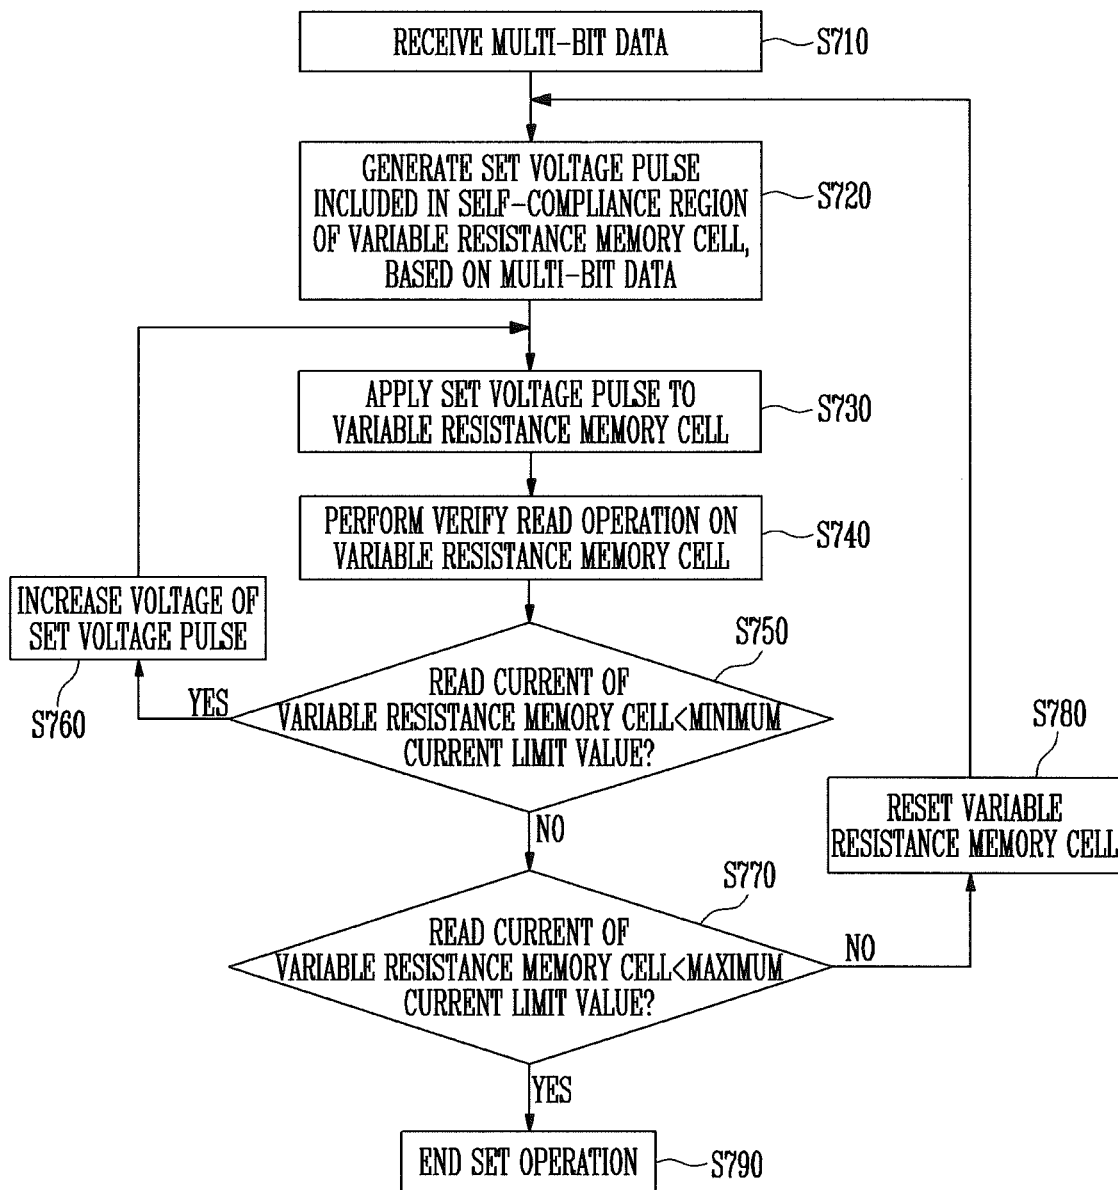 RECEIVE MULTI-BIT DATA
S710
GENERATE SET VOLTAGE PULSE
INCLUDED IN SELF-COMPLIANCE REGION
OF VARIABLE RESISTANCE MEMORY CELL,
BASED ON MULTI-BIT DATA
S720
APPLY SET VOLTAGE PULSE TO
VARIABLE RESISTANCE MEMORY CELL
S730
PERFORM VERIFY READ OPERATION ON
VARIABLE RESISTANCE MEMORY CELL
S740
INCREASE VOLTAGE OF
SET VOLTAGE PULSE
S760
YES
READ CURRENT OF
VARIABLE RESISTANCE MEMORY CELL<MINIMUM
CURRENT LIMIT VALUE?
S750
NO
S780
RESET VARIABLE
RESISTANCE MEMORY CELL
READ CURRENT OF
VARIABLE RESISTANCE MEMORY CELL<MAXIMUM
CURRENT LIMIT VALUE?
S770
NO
YES
END SET OPERATION
S790